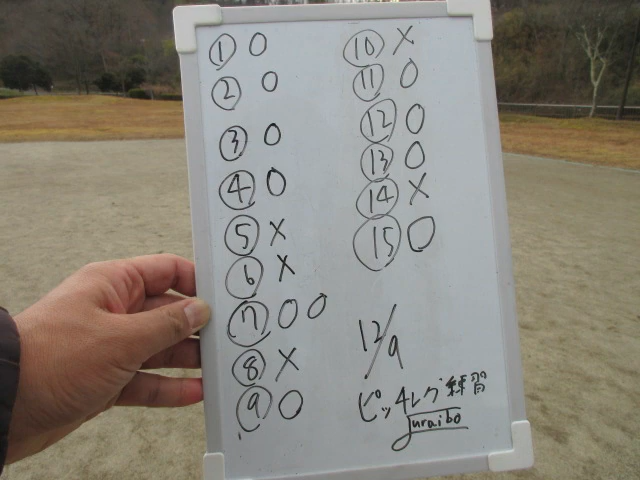 ① O
② O
③ O
④ O
⑤ X
⑥ X
⑦ O O
⑧ X
⑨ O
⑩ X
⑪ O
⑫ O
⑬ O
⑭ X
⑮ O
12/9
ピッチング練習
juraibo